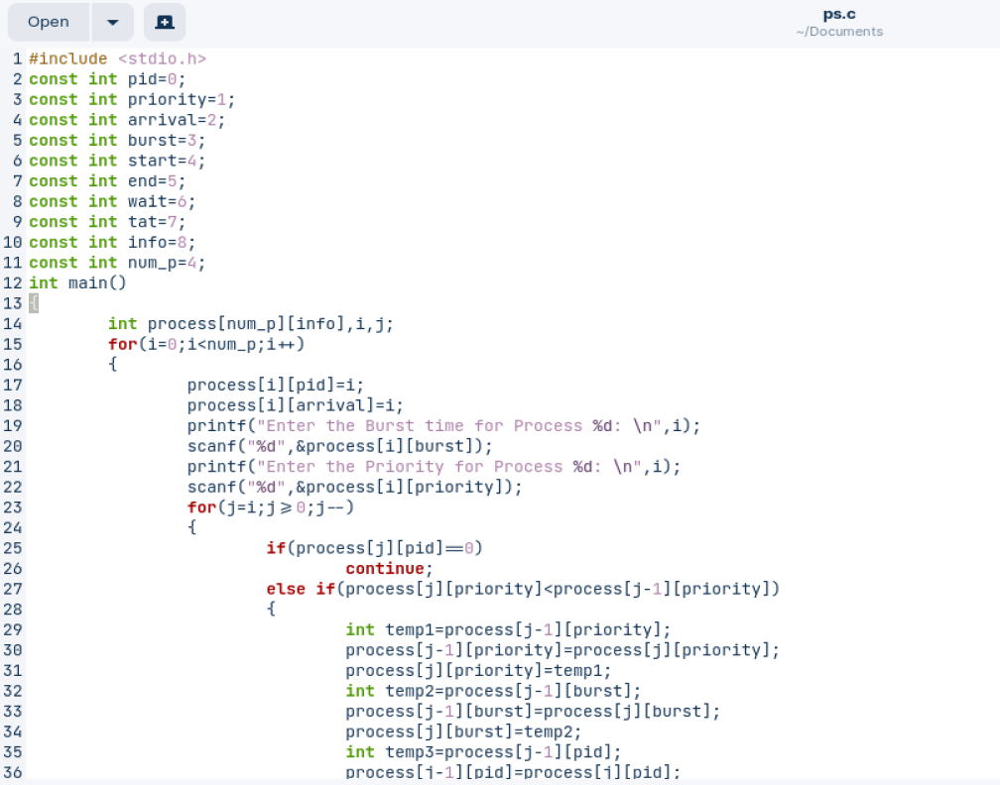 Open
ps.c
~/Documents
1 #include <stdio.h>
2 const int pid=0;
3 const int priority=1;
4 const int arrival=2;
5 const int burst=3;
6 const int start=4;
7 const int end=5;
8 const int wait=6;
9 const int tat=7;
10 const int info=8;
11 const int num_p=4;
12 int main()
13 {
14 int process[num_p][info],i,j;
15 for(i=0;i<num_p;i++)
16 {
17 process[i][pid]=i;
18 process[i][arrival]=i;
19 printf("Enter the Burst time for Process %d: \n",i);
20 scanf("%d",&process[i][burst]);
21 printf("Enter the Priority for Process %d: \n",i);
22 scanf("%d",&process[i][priority]);
23 for(j=i;j>=0;j--)
24 {
25 if(process[j][pid]==0)
26 continue;
27 else if(process[j][priority]<process[j-1][priority])
28 {
29 int temp1=process[j-1][priority];
30 process[j-1][priority]=process[j][priority];
31 process[j][priority]=temp1;
32 int temp2=process[j-1][burst];
33 process[j-1][burst]=process[j][burst];
34 process[j][burst]=temp2;
35 int temp3=process[j-1][pid];
36 process[j-1][pid]=process[j][pid];